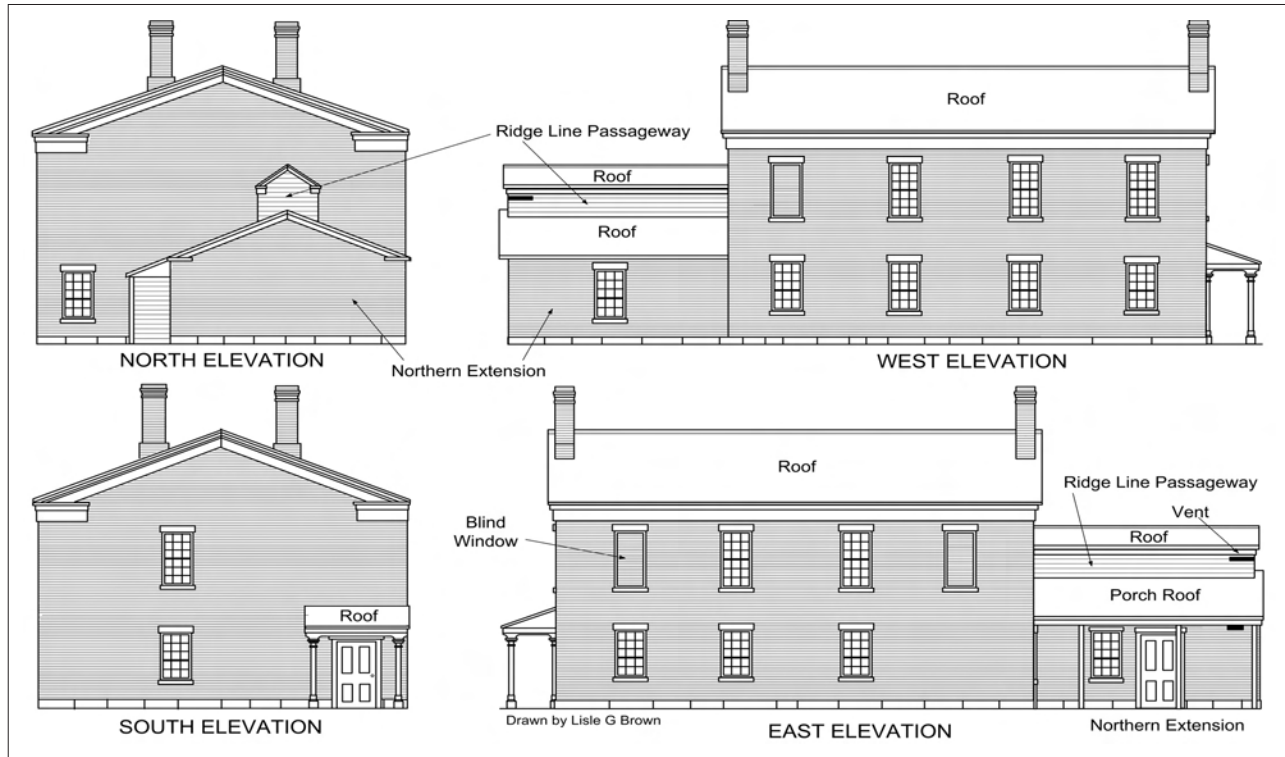 Roof
Ridge Line Passageway
Roof
Roof
NORTH ELEVATION
Northern Extension
WEST ELEVATION
Roof
Ridge Line Passageway
Vent
Blind
Window
Roof
Roof
Porch Roof
SOUTH ELEVATION
Drawn by Lisle G Brown
EAST ELEVATION
Northern Extension